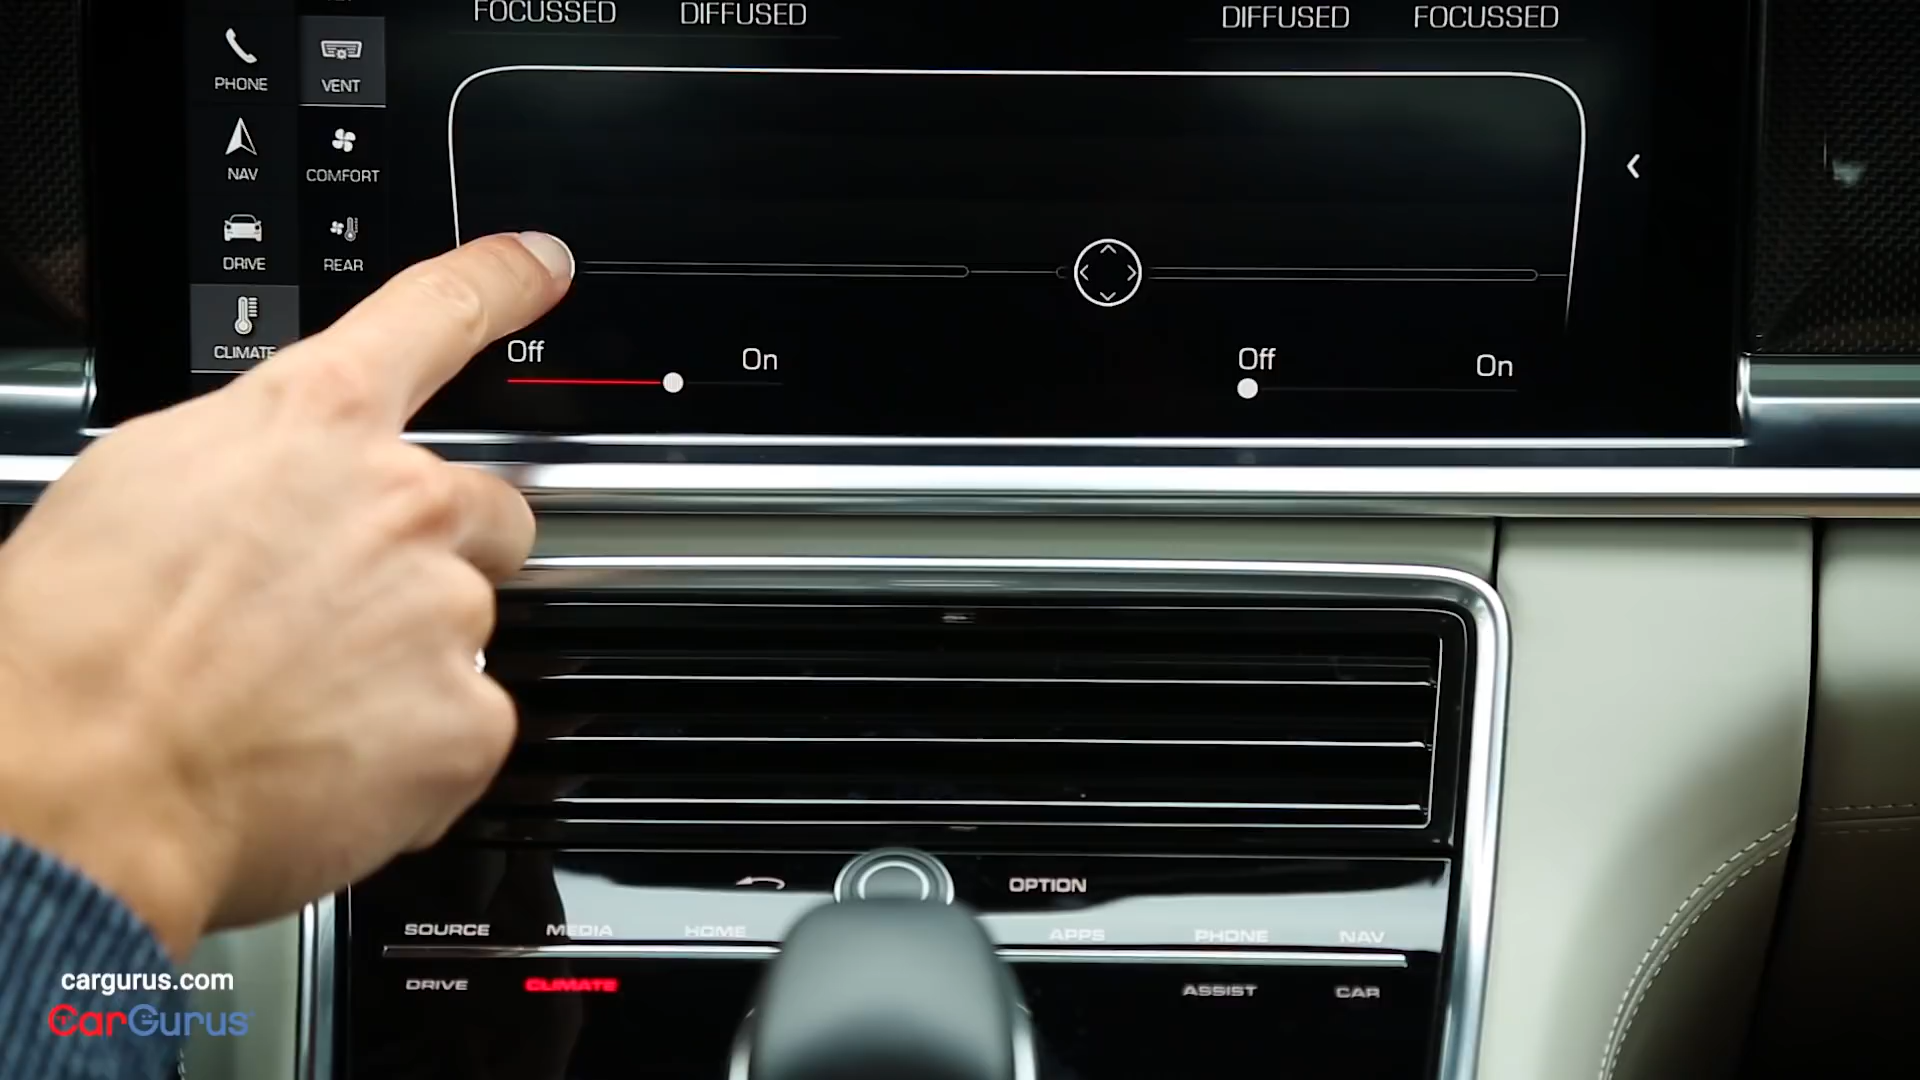 FOCUSSED DIFFUSED DIFFUSED FOCUSSED
PHONE VENT
NAV COMFORT
DRIVE REAR
CLIMATE
Off On Off On
OPTION
SOURCE MEDIA HOME APPS PHONE NAV
DRIVE CLIMATE ASSIST CAR
cargurus.com
CarGurus